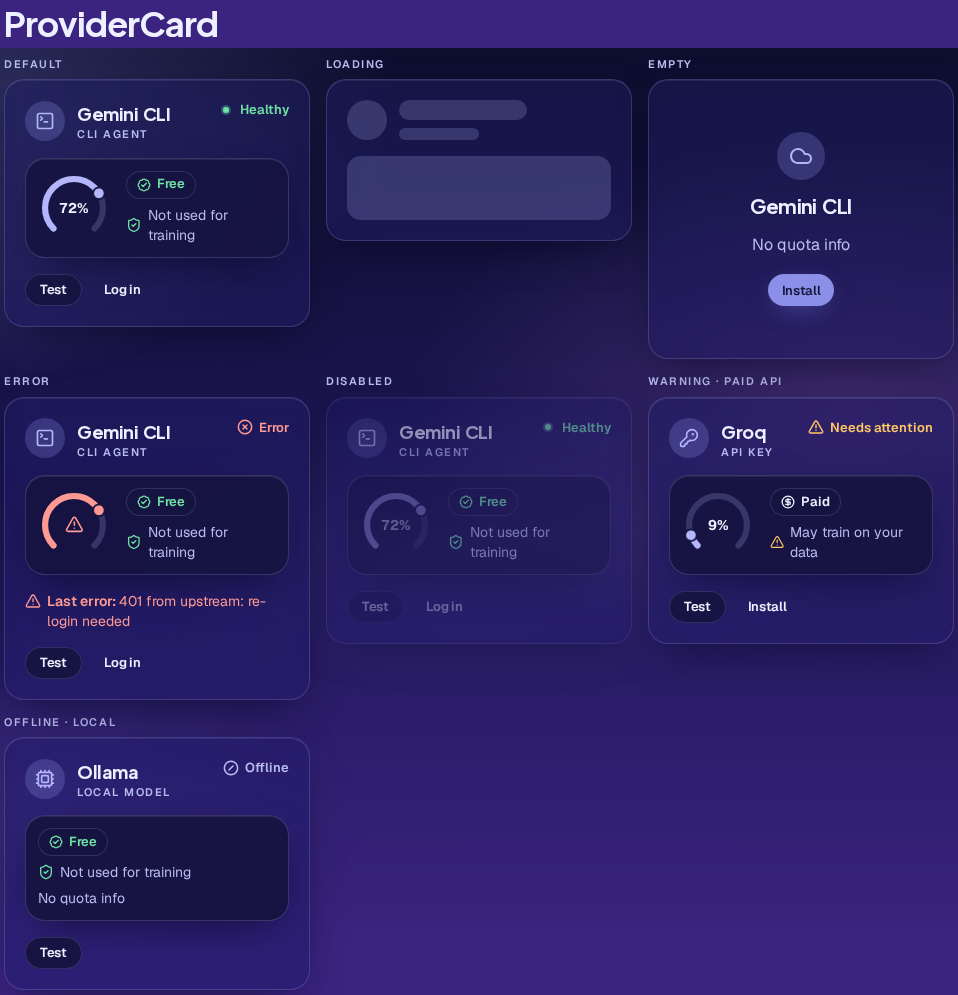 ProviderCard
DEFAULT
Gemini CLI
CLI AGENT
Healthy
72%
Free
Not used for
training
Test
Log in
LOADING
EMPTY
Gemini CLI
No quota info
Install
ERROR
Gemini CLI
CLI AGENT
Error
Free
Not used for
training
Last error: 401 from upstream: re-
login needed
Test
Log in
DISABLED
Gemini CLI
CLI AGENT
Healthy
72%
Free
Not used for
training
Test
Log in
WARNING · PAID API
Groq
API KEY
Needs attention
9%
Paid
May train on your
data
Test
Install
OFFLINE · LOCAL
Ollama
LOCAL MODEL
Offline
Free
Not used for training
No quota info
Test